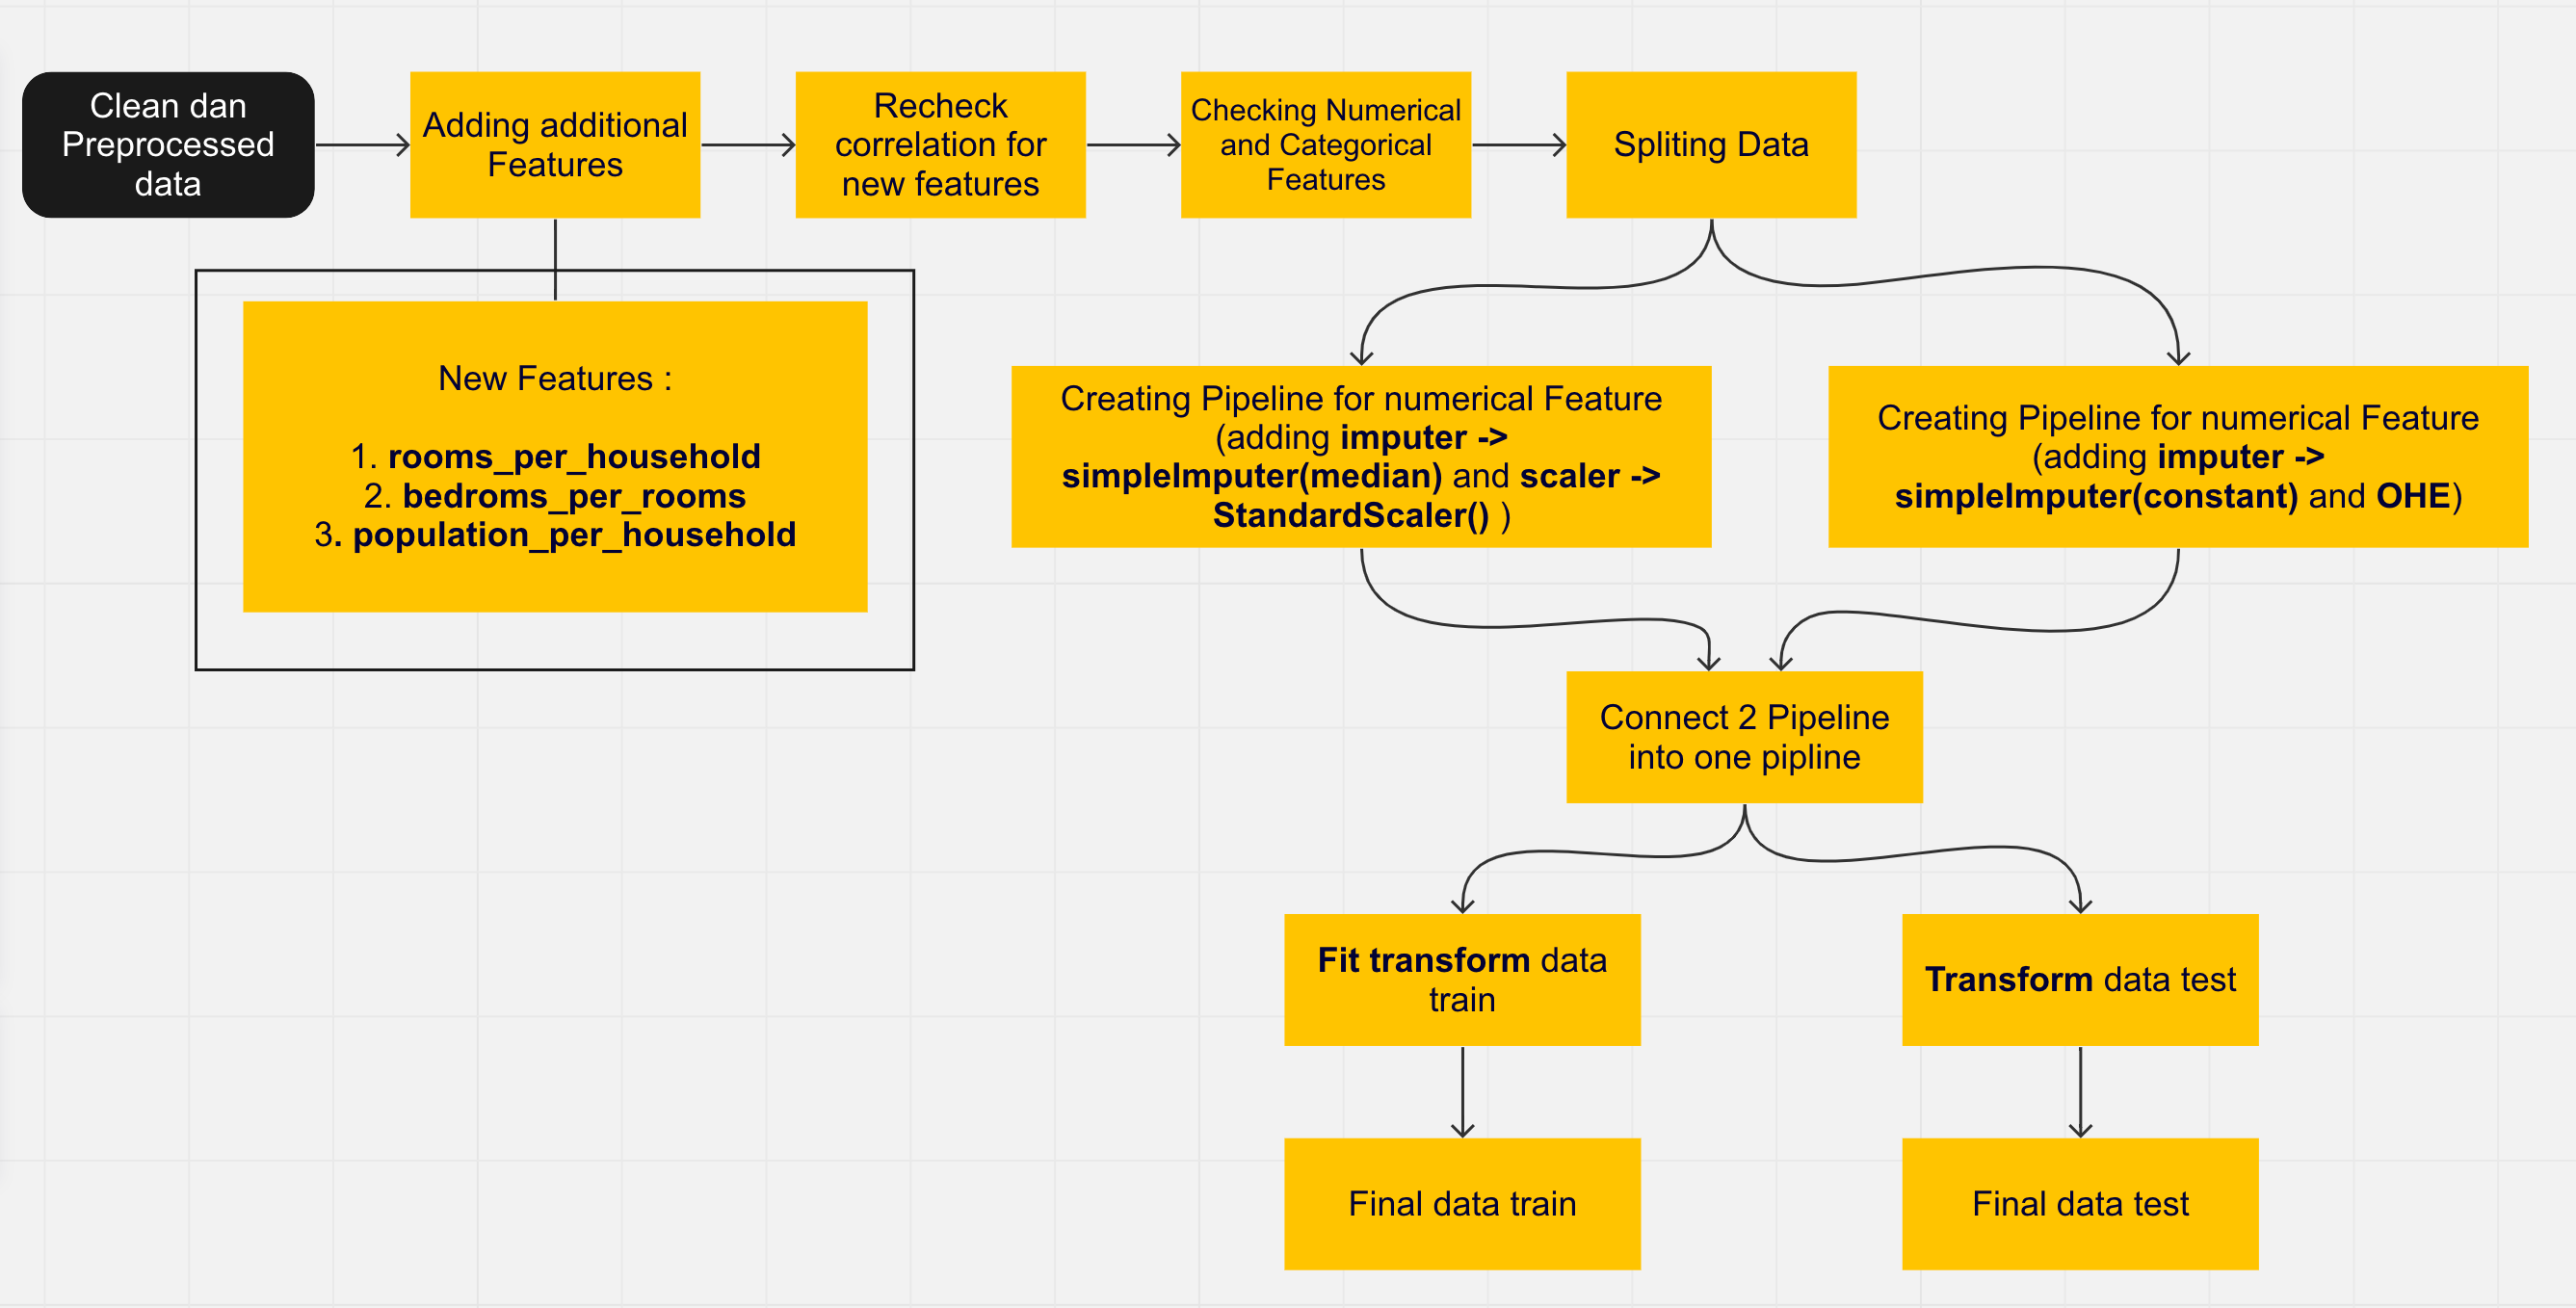 Clean dan
Preprocessed
data
Adding additional
Features
Recheck
correlation for
new features
Checking Numerical
and Categorical
Features
Spliting Data
New Features :
1. rooms_per_household
2. bedroms_per_rooms
3. population_per_household
Creating Pipeline for numerical Feature
(adding imputer ->
simpleImputer(median) and scaler ->
StandardScaler() )
Creating Pipeline for numerical Feature
(adding imputer ->
simpleImputer(constant) and OHE)
Connect 2 Pipeline
into one pipline
Fit transform data
train
Transform data test
Final data train
Final data test